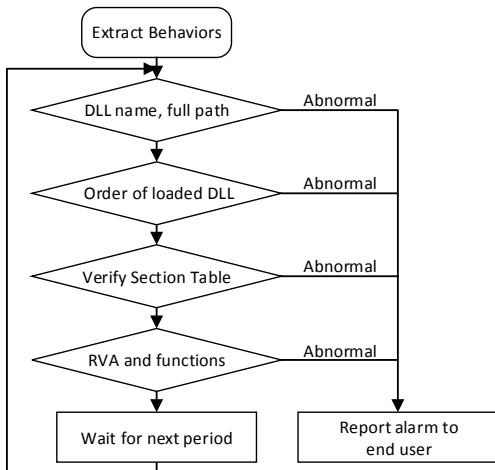 Extract Behaviors
DLL name, full path
Abnormal
Order of loaded DLL
Abnormal
Verify Section Table
Abnormal
RVA and functions
Abnormal
Wait for next period
Report alarm to
end user